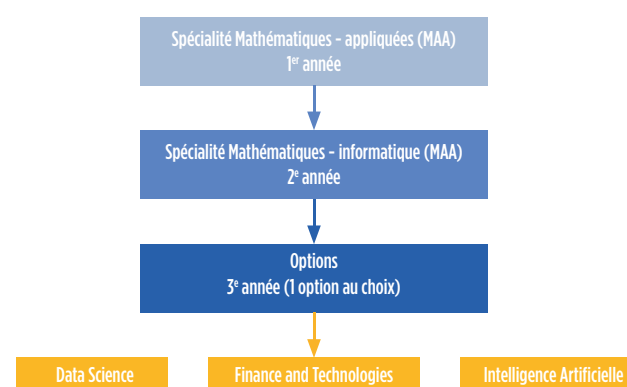 Spécialité Mathématiques - appliquées (MAA)
1er année
Spécialité Mathématiques - informatique (MAA)
2e année
Options
3e année (1 option au choix)
Data Science
Finance and Technologies
Intelligence Artificielle